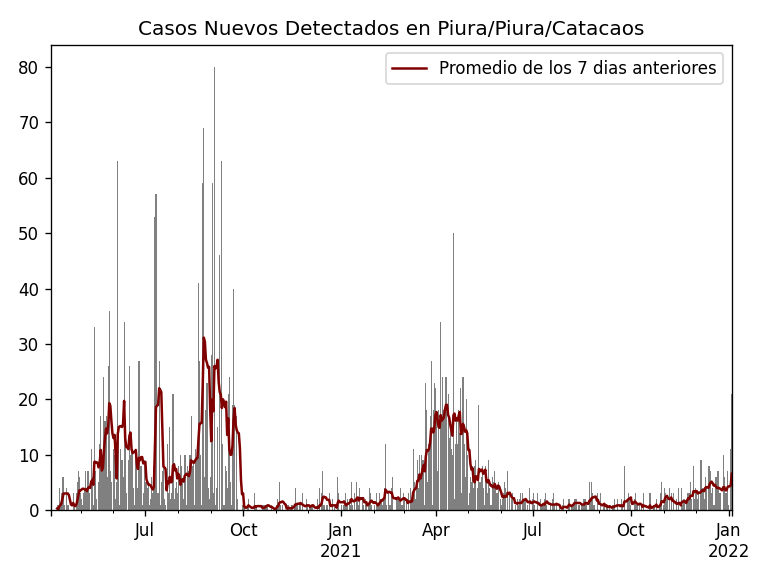 Casos Nuevos Detectados en Piura/Piura/Catacaos
Promedio de los 7 dias anteriores
80
70
60
50
40
30
20
10
0
Jul
Oct
Jan
2021
Apr
Jul
Oct
Jan
2022